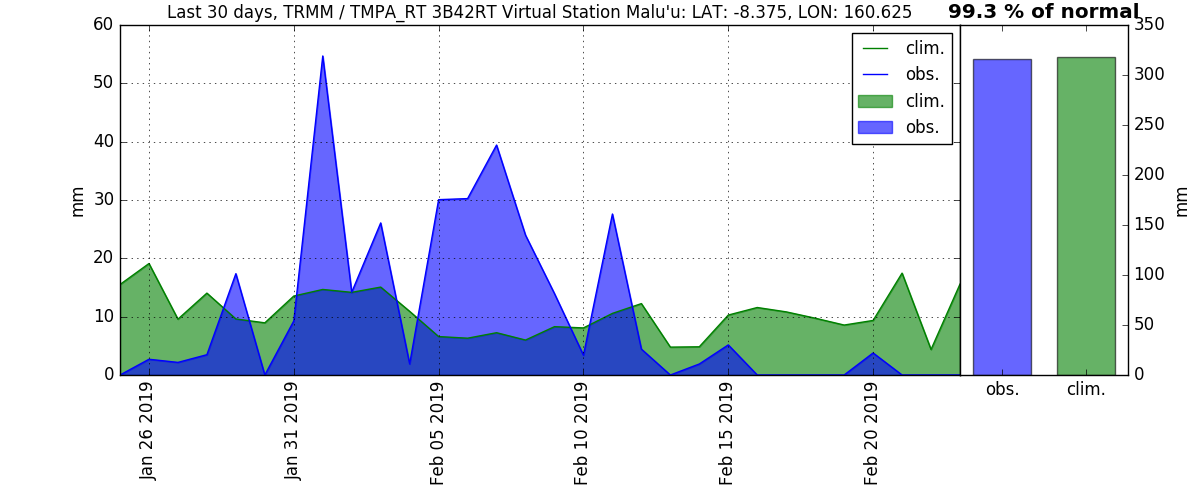 Last 30 days, TRMM / TMPA_RT 3B42RT Virtual Station Malu'u: LAT: -8.375, LON: 160.625
99.3 % of normal
60
50
40
30
20
10
0
mm
clim.
obs.
clim.
obs.
Jan 26 2019
Jan 31 2019
Feb 05 2019
Feb 10 2019
Feb 15 2019
Feb 20 2019
350
300
250
200
150
100
50
0
mm
obs.
clim.